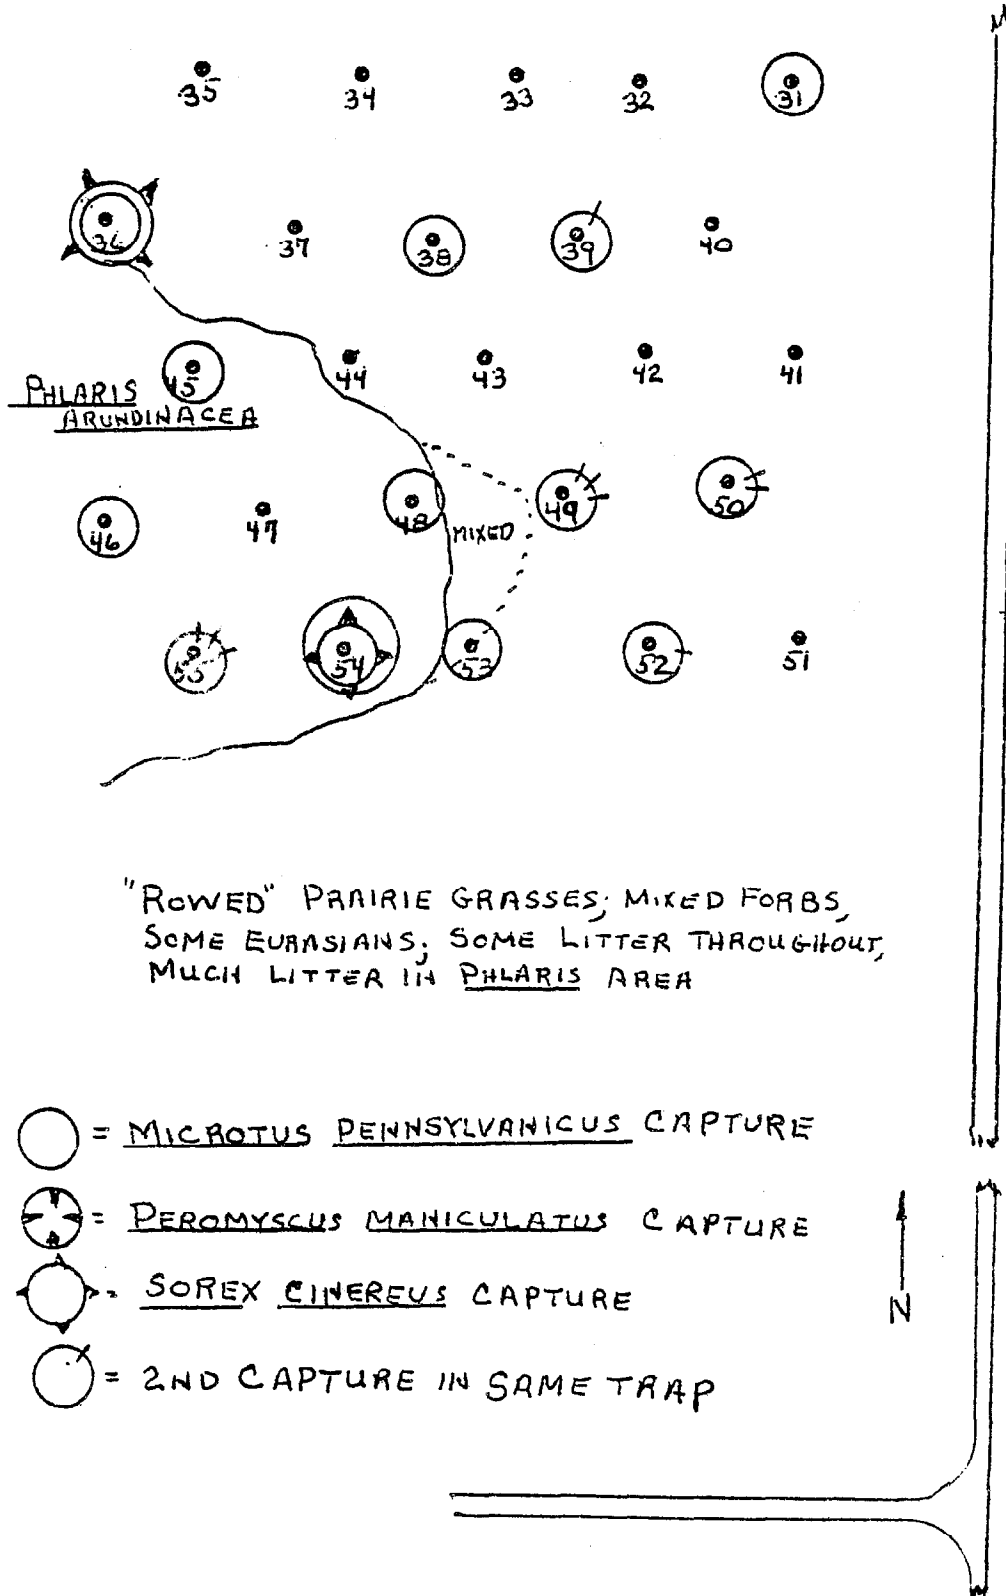 35 34 33 32 31
36 37 38 39 40
45 44 43 42 41
PHLARIS
ARUNDINACEA
46 47 48 49 50
MIXED
55 54 53 52 51
"ROWED" PRAIRIE GRASSES; MIXED FORBS,
SOME EURASIANS; SOME LITTER THROUGHOUT,
MUCH LITTER IN PHLARIS AREA
= MICROTUS PENNSYLVANICUS CAPTURE
= PEROMYSCUS MANICULATUS CAPTURE
= SOREX CINEREUS CAPTURE
N
= 2ND CAPTURE IN SAME TRAP